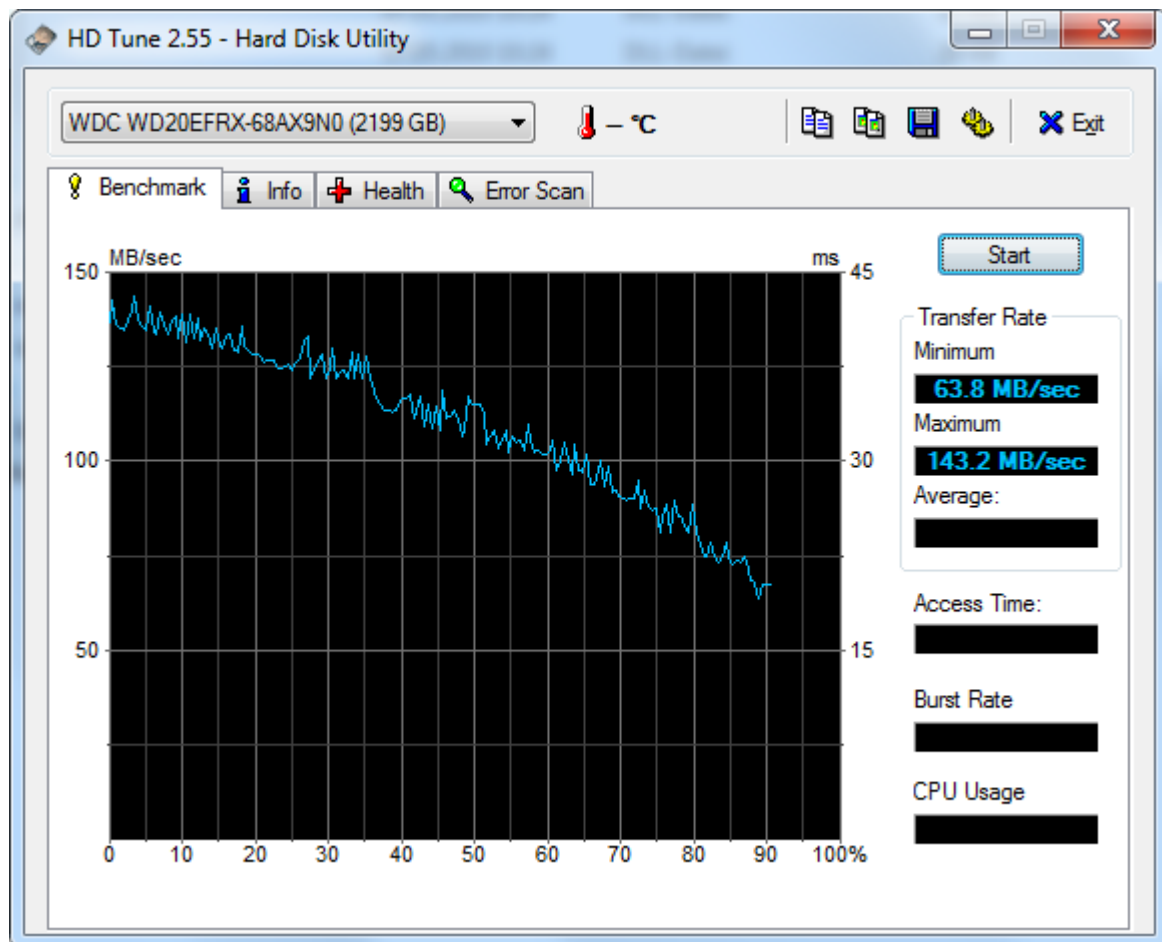 HD Tune 2.55 - Hard Disk Utility
WDC WD20EFRX-68AX9N0 (2199 GB)
– °C
Exit
Benchmark
Info
Health
Error Scan
MB/sec
ms
150
100
50
45
30
15
0 10 20 30 40 50 60 70 80 90 100%
Start
Transfer Rate
Minimum
63.8 MB/sec
Maximum
143.2 MB/sec
Average:
Access Time:
Burst Rate
CPU Usage